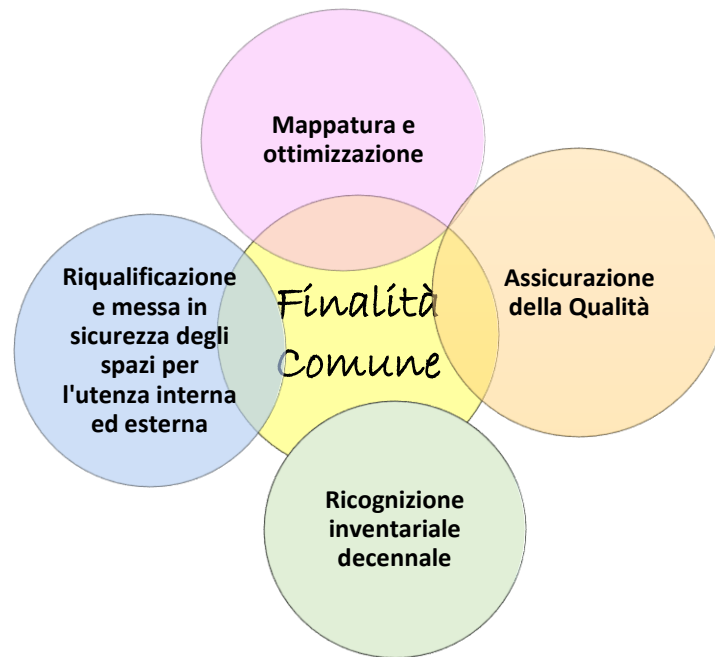 Mappatura e
ottimizzazione
Riqualificazione
e messa in
sicurezza degli
spazi per
l'utenza interna
ed esterna
Finalità
Comune
Assicurazione
della Qualità
Ricognizione
inventariale
decennale